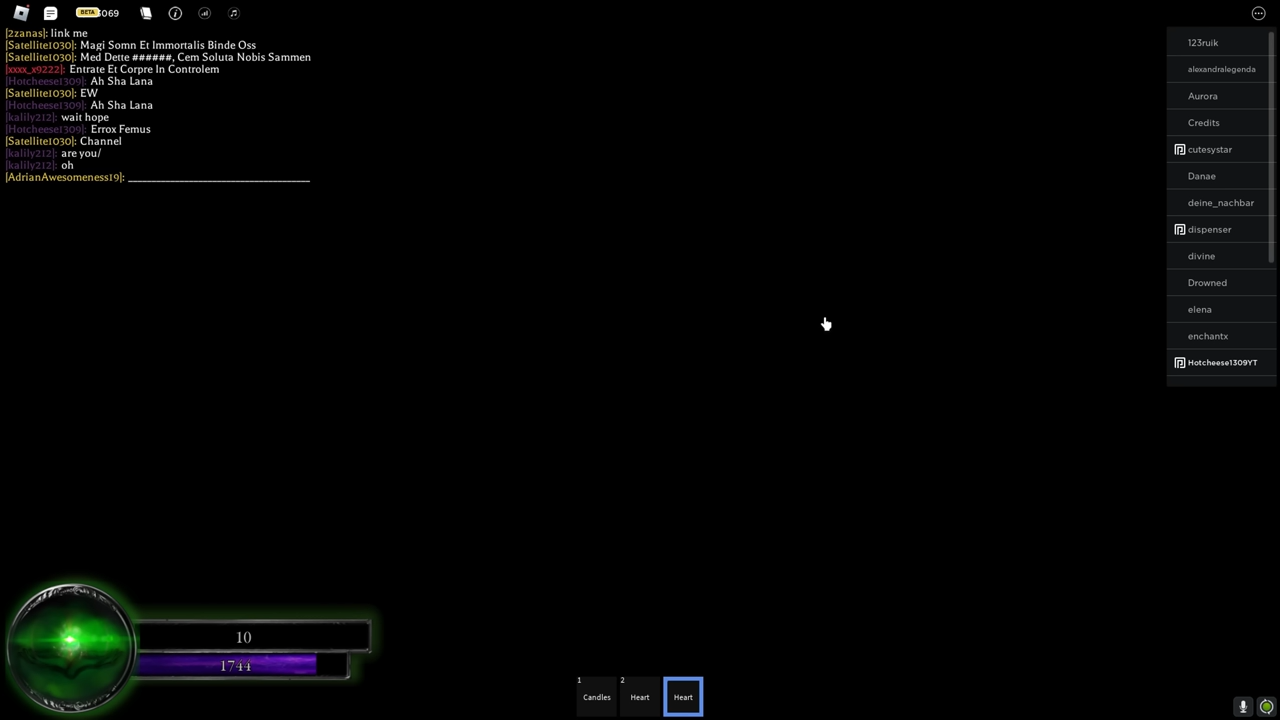 BETA
069
|2zanas|: link me
|Satellite1030|: Magi Somn Et Immortalis Binde Oss
|Satellite1030|: Med Dette ######, Cem Soluta Nobis Sammen
|xxxx_x9222|: Entrate Et Corpre In Controlem
|Hotcheese1309|: Ah Sha Lana
|Satellite1030|: EW
|Hotcheese1309|: Ah Sha Lana
|kalily212|: wait hope
|Hotcheese1309|: Errox Femus
|Satellite1030|: Channel
|kalily212|: are you/
|kalily212|: oh
|AdrianAwesomeness19|: _______________________________________
123ruik
alexandralegenda
Aurora
Credits
cutesystar
Danae
deine_nachbar
dispenser
divine
Drowned
elena
enchantx
Hotcheese1309YT
10
1744
1
Candles
2
Heart
Heart